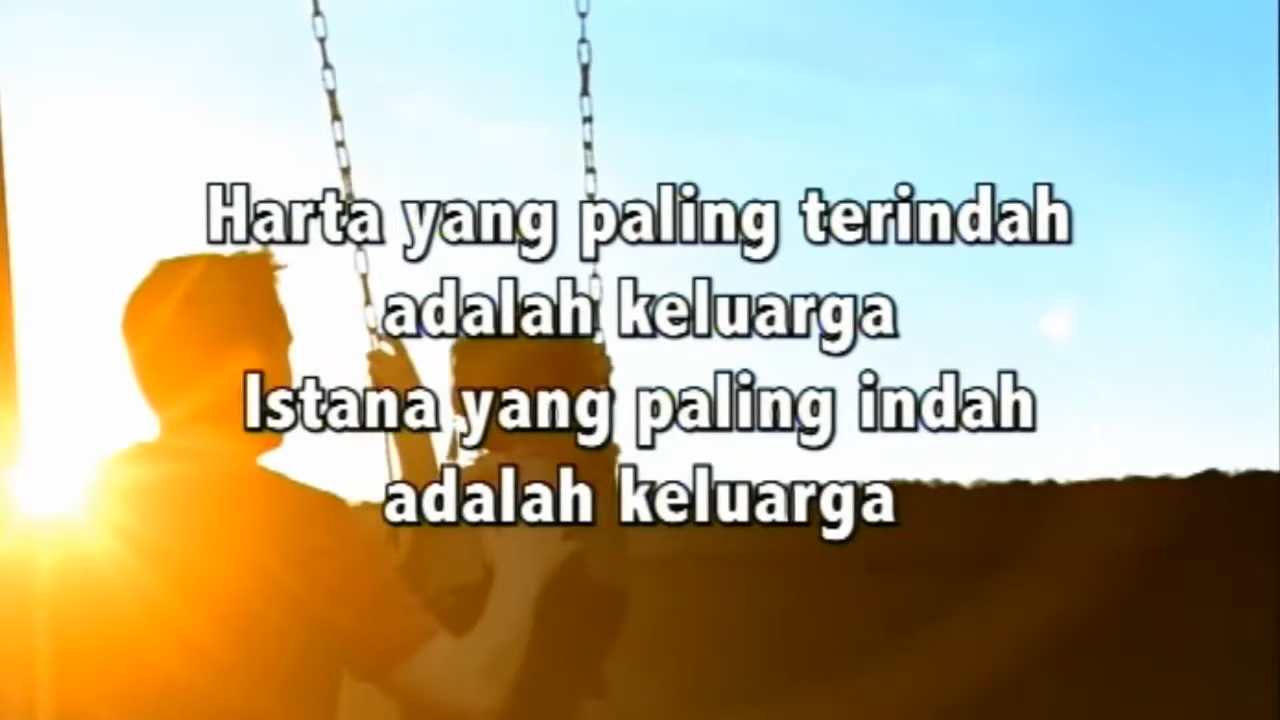 Harta yang paling terindah
adalah keluarga
Istana yang paling indah
adalah keluarga